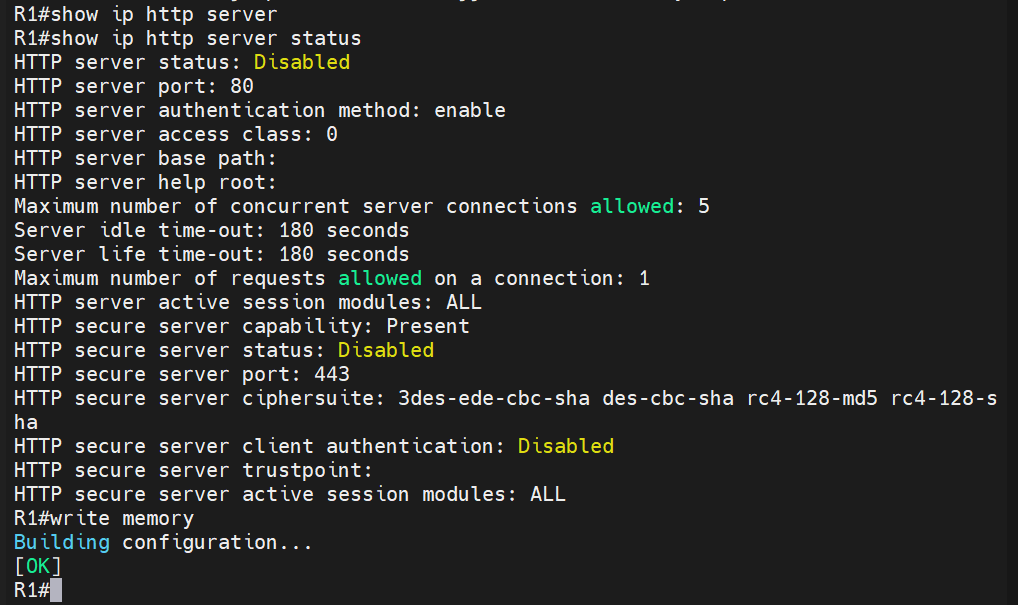 R1#show ip http server
R1#show ip http server status
HTTP server status: Disabled
HTTP server port: 80
HTTP server authentication method: enable
HTTP server access class: 0
HTTP server base path:
HTTP server help root:
Maximum number of concurrent server connections allowed: 5
Server idle time-out: 180 seconds
Server life time-out: 180 seconds
Maximum number of requests allowed on a connection: 1
HTTP server active session modules: ALL
HTTP secure server capability: Present
HTTP secure server status: Disabled
HTTP secure server port: 443
HTTP secure server ciphersuite: 3des-ede-cbc-sha des-cbc-sha rc4-128-md5 rc4-128-s
ha
HTTP secure server client authentication: Disabled
HTTP secure server trustpoint:
HTTP secure server active session modules: ALL
R1#write memory
Building configuration...
[OK]
R1#